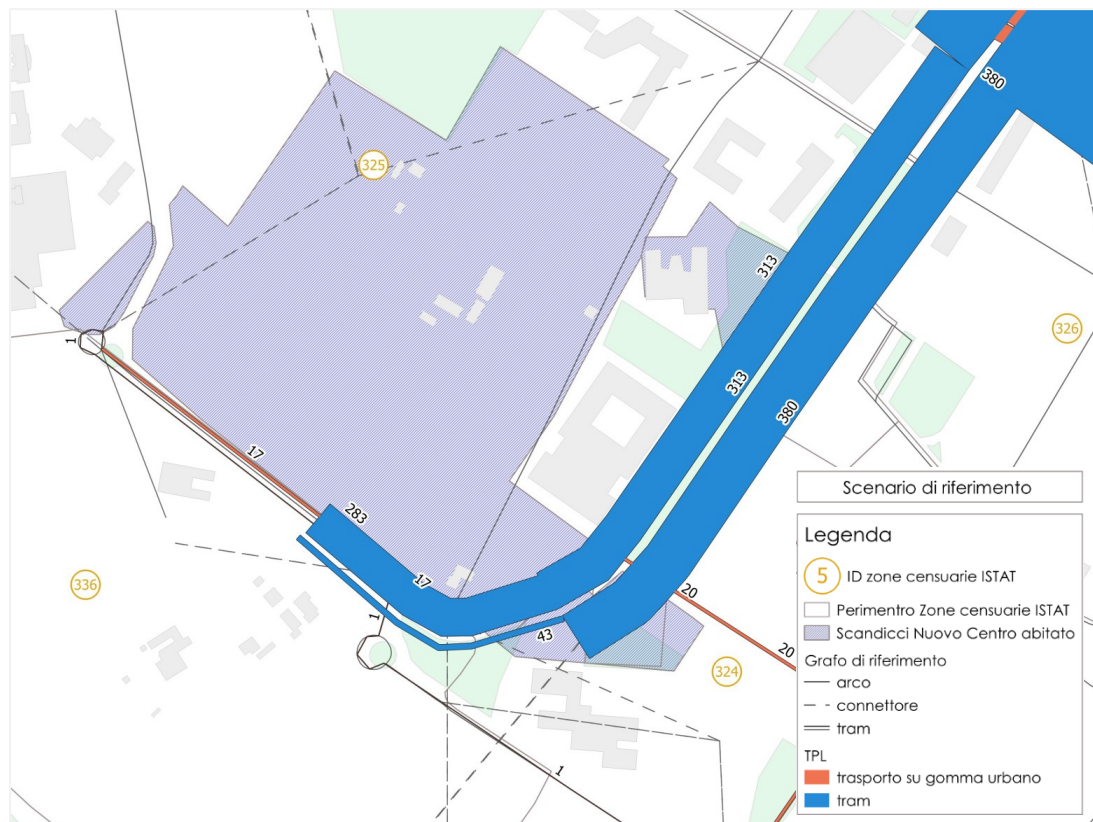 380
325
313
326
1
313
380
17
283
Scenario di riferimento
Legenda
5 ID zone censuarie ISTAT
Perimentro Zone censuarie ISTAT
Scandicci Nuovo Centro abitato
Grafo di riferimento
arco
connettore
tram
TPL
trasporto su gomma urbano
tram
17
336
20
1
43
20
324
1